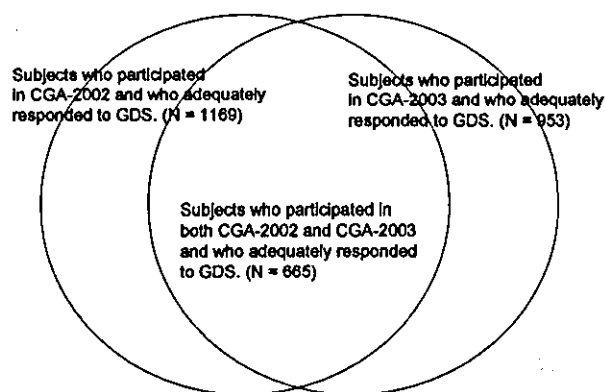 Subjects who participated
in CGA-2002 and who adequately
responded to GDS. (N = 1169)
Subjects who participated
in CGA-2003 and who adequately
responded to GDS. (N = 953)
Subjects who participated in
both CGA-2002 and CGA-2003
and who adequately responded
to GDS. (N = 665)